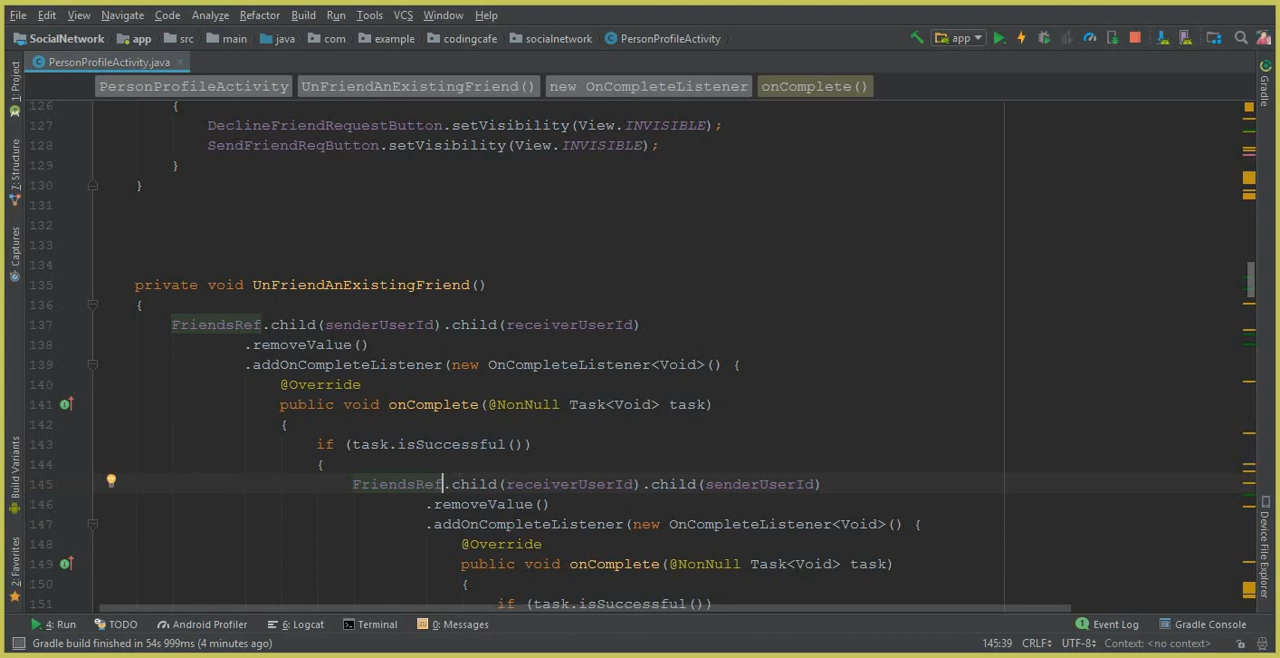 File Edit View Navigate Code Analyze Refactor Build Run Tools VCS Window Help
SocialNetwork app src main java com example codingcafe socialnetwork PersonProfileActivity app
PersonProfileActivity.java
PersonProfileActivity UnFriendAnExistingFriend() new OnCompleteListener onComplete()
1: Project
7: Structure
Captures
Build Variants
2: Favorites
Gradle
Device File Explorer
126 {
127 DeclineFriendRequestButton.setVisibility(View.INVISIBLE);
128 SendFriendReqButton.setVisibility(View.INVISIBLE);
129 }
130 }
131
132
133
134
135 private void UnFriendAnExistingFriend()
136 {
137 FriendsRef.child(senderUserId).child(receiverUserId)
138 .removeValue()
139 .addOnCompleteListener(new OnCompleteListener<Void>() {
140 @Override
141 public void onComplete(@NonNull Task<Void> task)
142 {
143 if (task.isSuccessful())
144 {
145 FriendsRef.child(receiverUserId).child(senderUserId)
146 .removeValue()
147 .addOnCompleteListener(new OnCompleteListener<Void>() {
148 @Override
149 public void onComplete(@NonNull Task<Void> task)
150 {
151 if (task.isSuccessful())
4: Run TODO Android Profiler 6: Logcat Terminal 0: Messages 1 Event Log Gradle Console
Gradle build finished in 54s 999ms (4 minutes ago) 145:39 CRLF UTF-8 Context: <no context>